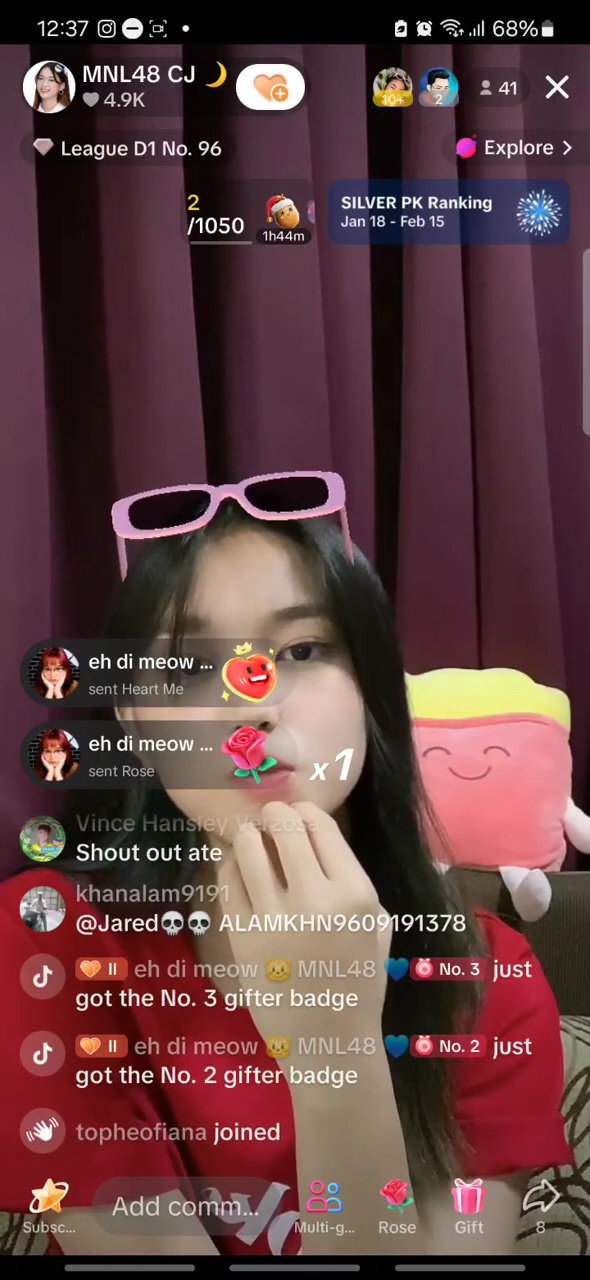 12:37
68%
MNL48 CJ 🌙
4.9K
10+
2
41
League D1 No. 96
Explore >
2
/1050
1h44m
SILVER PK Ranking
Jan 18 - Feb 15
eh di meow ...
sent Heart Me
eh di meow ...
sent Rose
x1
Vince Hansley Verzosa
Shout out ate
khanalam9191
@Jared💀💀 ALAMKHN9609191378
II eh di meow 🐱 MNL48 💙 No. 3 just
got the No. 3 gifter badge
II eh di meow 🐱 MNL48 💙 No. 2 just
got the No. 2 gifter badge
topheofiana joined
Subsc...
Add comm...
Multi-g...
Rose
Gift
8